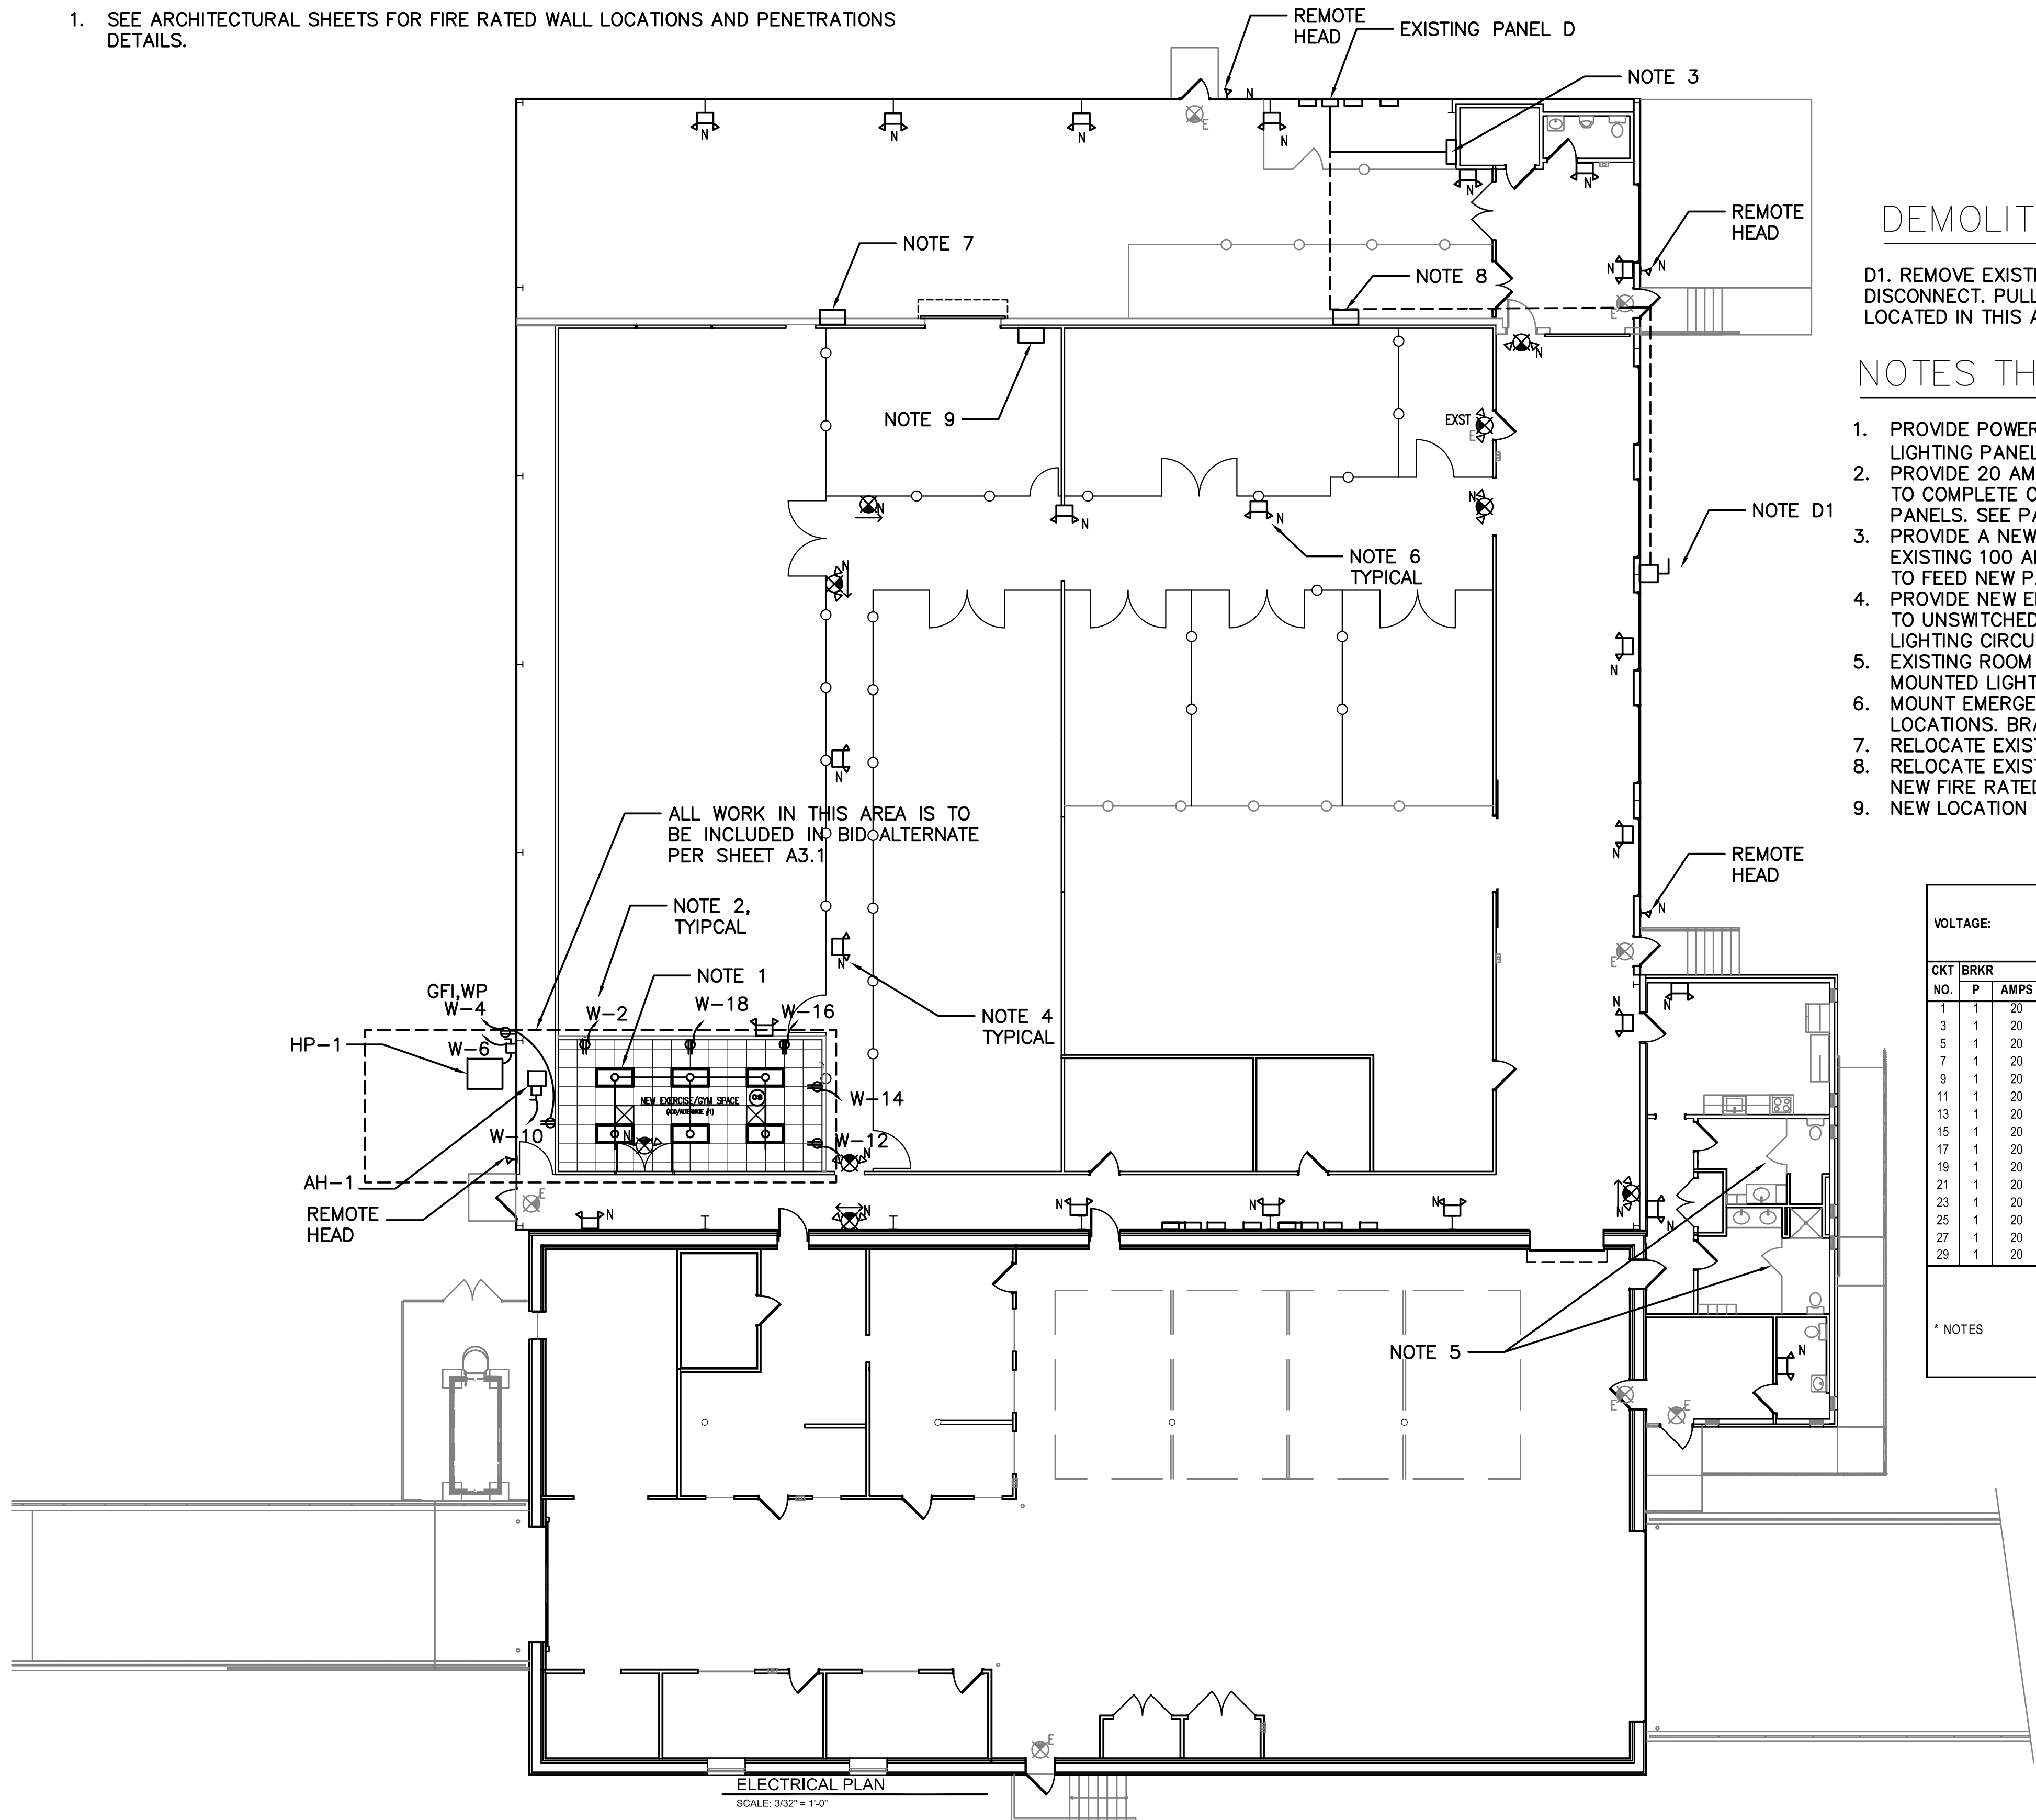 1. SEE ARCHITECTURAL SHEETS FOR FIRE RATED WALL LOCATIONS AND PENETRATIONS
DETAILS.
REMOTE
HEAD
EXISTING PANEL D
NOTE 3
N
E
N
N
N
N
N
N
REMOTE
HEAD
N
N
E
NOTE 7
NOTE 8
N
NOTE 9
EXST
E
N
N
N
N
NOTE 6
TYPICAL
NOTE D1
N
N
N
N
ALL WORK IN THIS AREA IS TO
BE INCLUDED IN BID ALTERNATE
PER SHEET A3.1
REMOTE
HEAD
N
NOTE 2,
TYIPCAL
N
E
NOTE 1
NOTE 4
TYPICAL
GFI,WP
W-4
W-2
W-18
W-16
HP-1
W-6
N
N
N
W-14
NEW EXERCISE/GYM SPACE
(ADD/ALTERNATE #1)
W-10
N
W-12
N
AH-1
REMOTE
HEAD
E
N
N
N
N
N
N
N
NOTE 5
N
E
E
E
ELECTRICAL PLAN
SCALE: 3/32" = 1'-0"
DEMOLIT
D1. REMOVE EXIST
DISCONNECT. PULL
LOCATED IN THIS A
NOTES TH
1. PROVIDE POWER
LIGHTING PANEL
2. PROVIDE 20 AM
TO COMPLETE C
PANELS. SEE PA
3. PROVIDE A NEW
EXISTING 100 A
TO FEED NEW P
4. PROVIDE NEW E
TO UNSWITCHED
LIGHTING CIRCU
5. EXISTING ROOM
MOUNTED LIGHT
6. MOUNT EMERGE
LOCATIONS. BRA
7. RELOCATE EXIST
8. RELOCATE EXIST
NEW FIRE RATED
9. NEW LOCATION
VOLTAGE:
CKT BRKR
NO. P AMPS
1 1 20
3 1 20
5 1 20
7 1 20
9 1 20
11 1 20
13 1 20
15 1 20
17 1 20
19 1 20
21 1 20
23 1 20
25 1 20
27 1 20
29 1 20
* NOTES